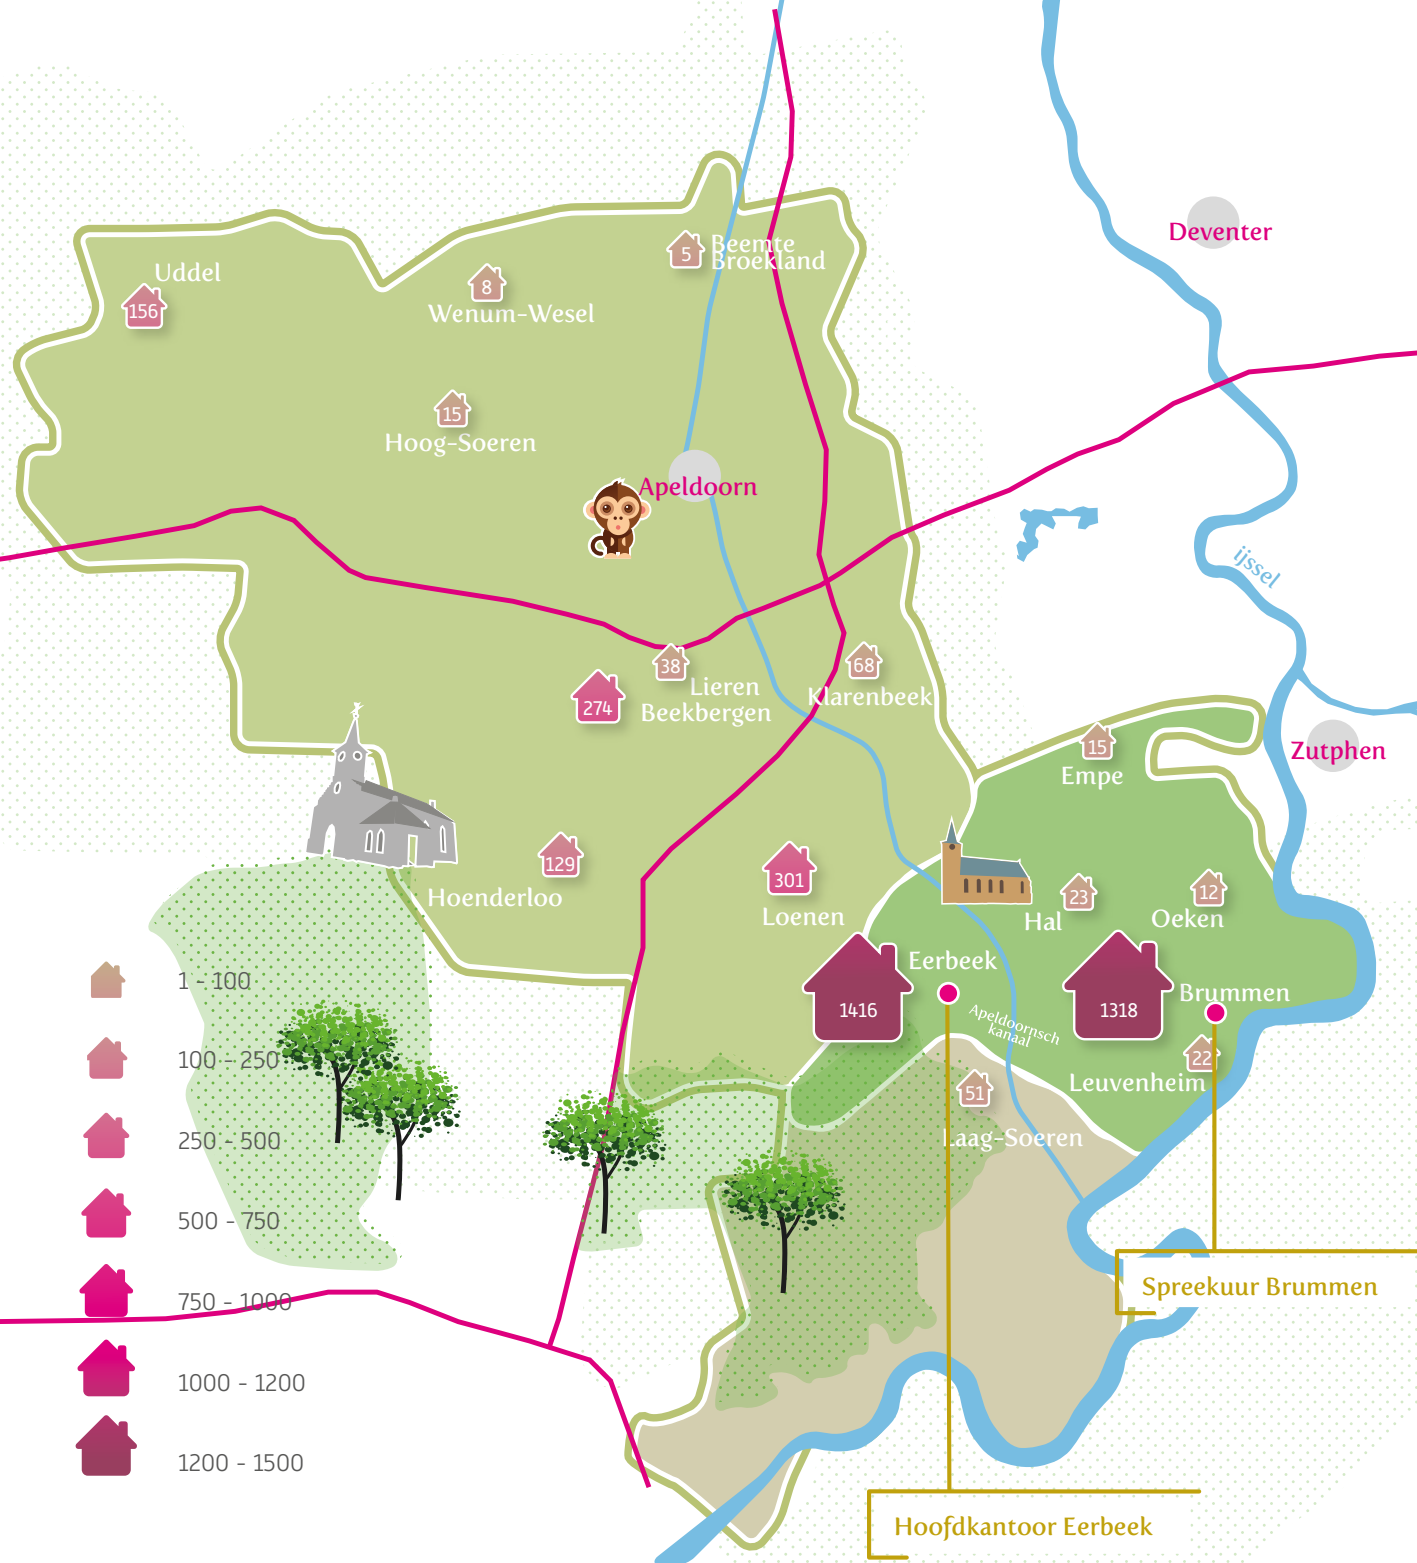 Deventer
Beemte
Broekland
5
Uddel
156
8
Wenum-Wesel
15
Hoog-Soeren
Apeldoorn
ijssel
38
Lieren
Beekbergen
274
68
Klarenbeek
15
Empe
Zutphen
129
Hoenderloo
301
Loenen
23
Hal
12
Oeken
1416
Eerbeek
1318
Brummen
Apeldoornsch
kanaal
22
Leuvenheim
51
Laag-Soeren
1 - 100
100 - 250
250 - 500
500 - 750
750 - 1000
1000 - 1200
1200 - 1500
Spreekuur Brummen
Hoofdkantoor Eerbeek